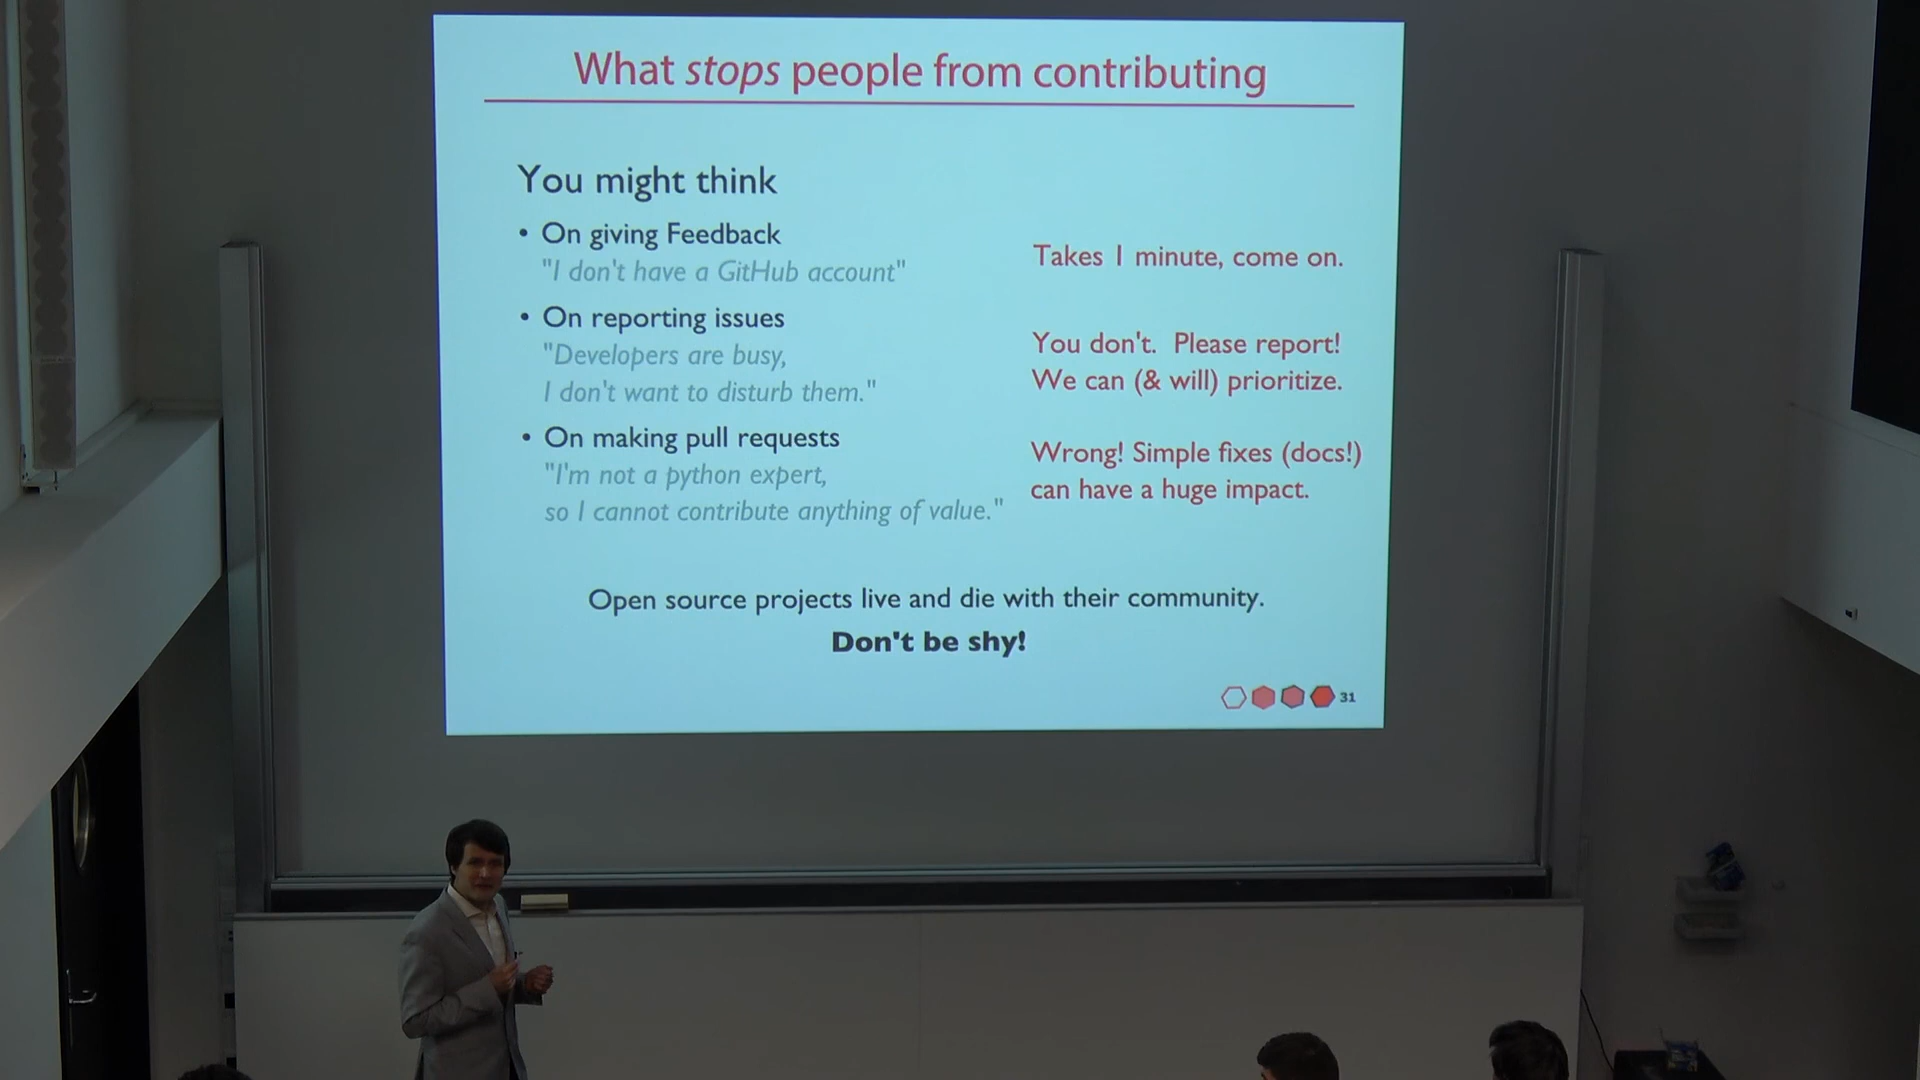 What stops people from contributing
You might think
• On giving Feedback
"I don't have a GitHub account"
Takes 1 minute, come on.
• On reporting issues
"Developers are busy,
I don't want to disturb them."
You don't. Please report!
We can (& will) prioritize.
• On making pull requests
"I'm not a python expert,
so I cannot contribute anything of value."
Wrong! Simple fixes (docs!)
can have a huge impact.
Open source projects live and die with their community.
Don't be shy!
31